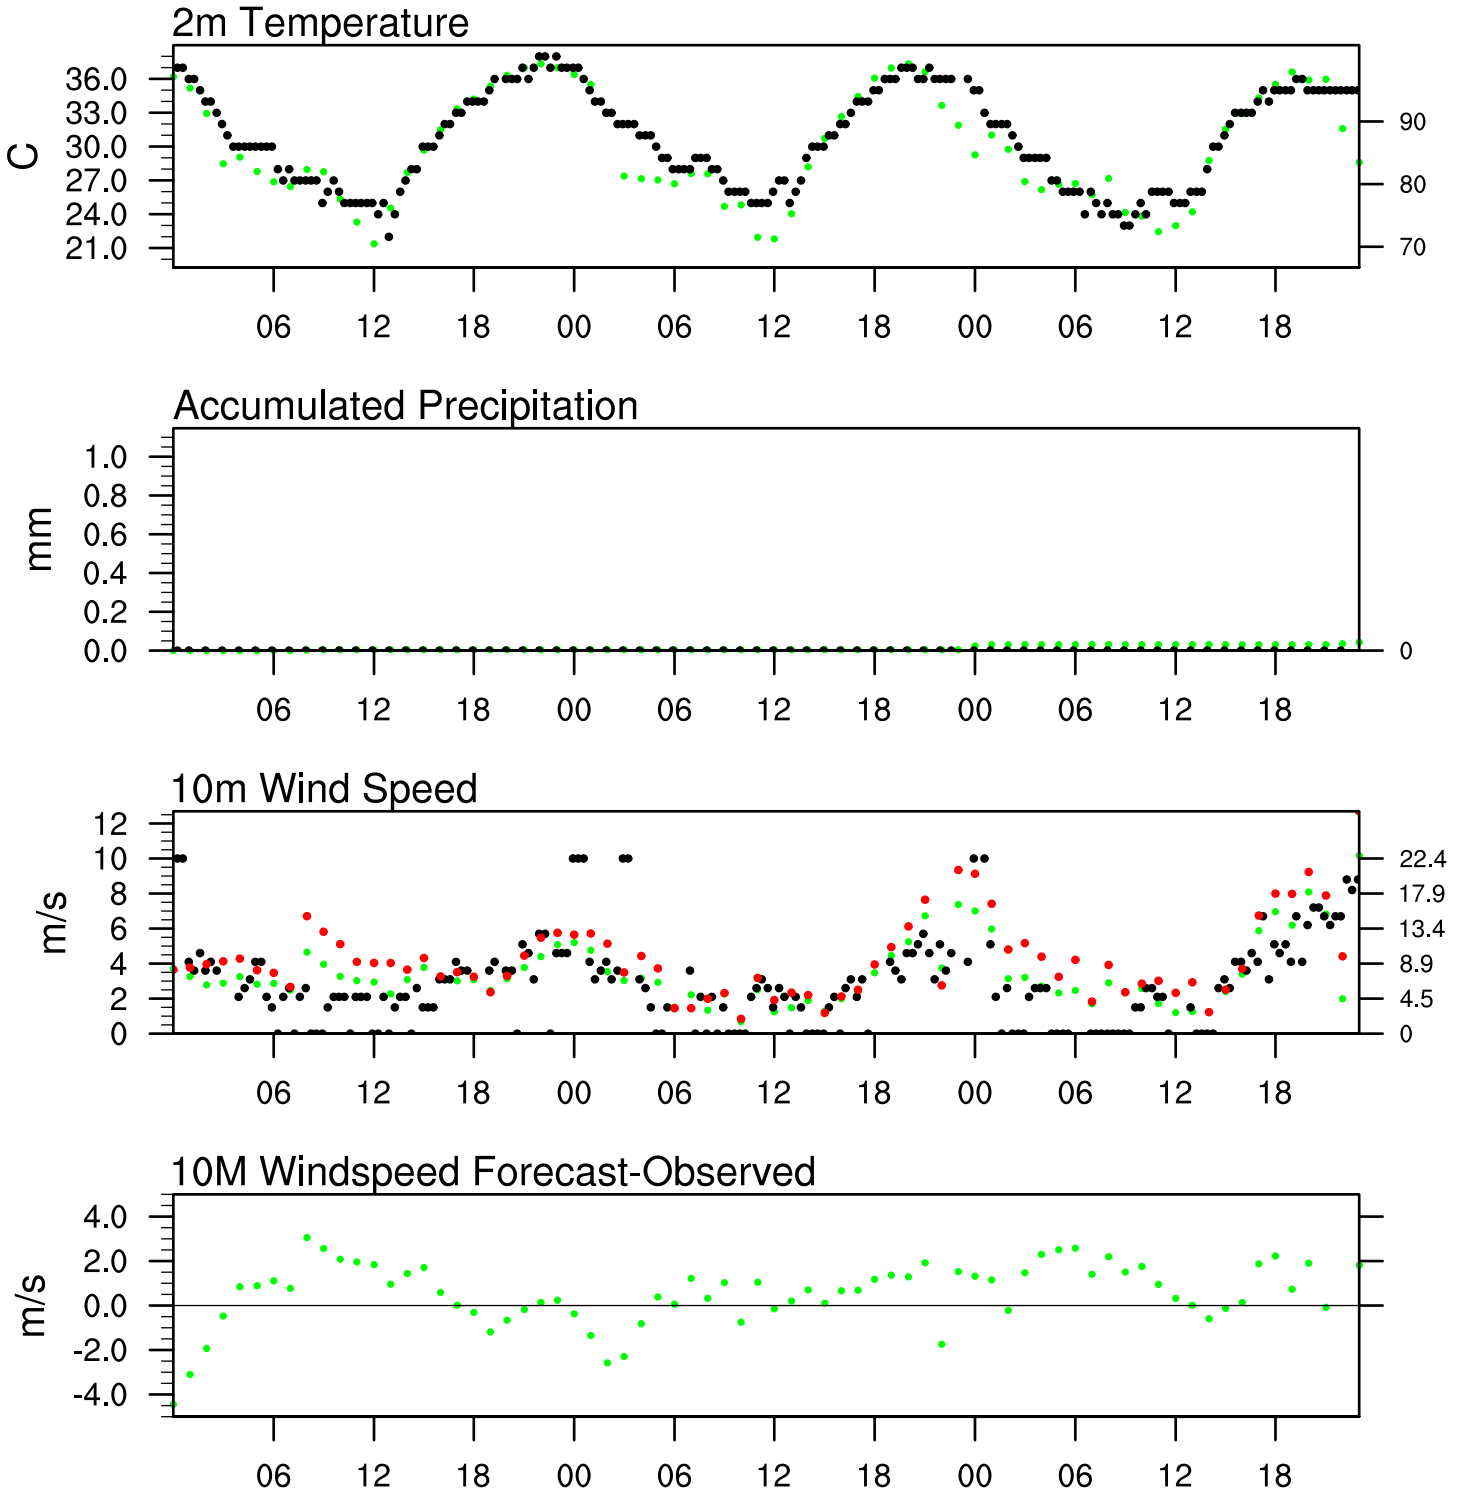 2m Temperature
36.0
33.0
90
30.0
C
27.0
80
24.0
21.0
70
06 12 18 00 06 12 18 00 06 12 18
Accumulated Precipitation
1.0
0.8
0.6
mm
0.4
0.2
0.0 0
06 12 18 00 06 12 18 00 06 12 18
10m Wind Speed
12
10 22.4
8 17.9
m/s
6 13.4
4 8.9
2 4.5
0 0
06 12 18 00 06 12 18 00 06 12 18
10M Windspeed Forecast-Observed
4.0
2.0
0.0
m/s
-2.0
-4.0
06 12 18 00 06 12 18 00 06 12 18